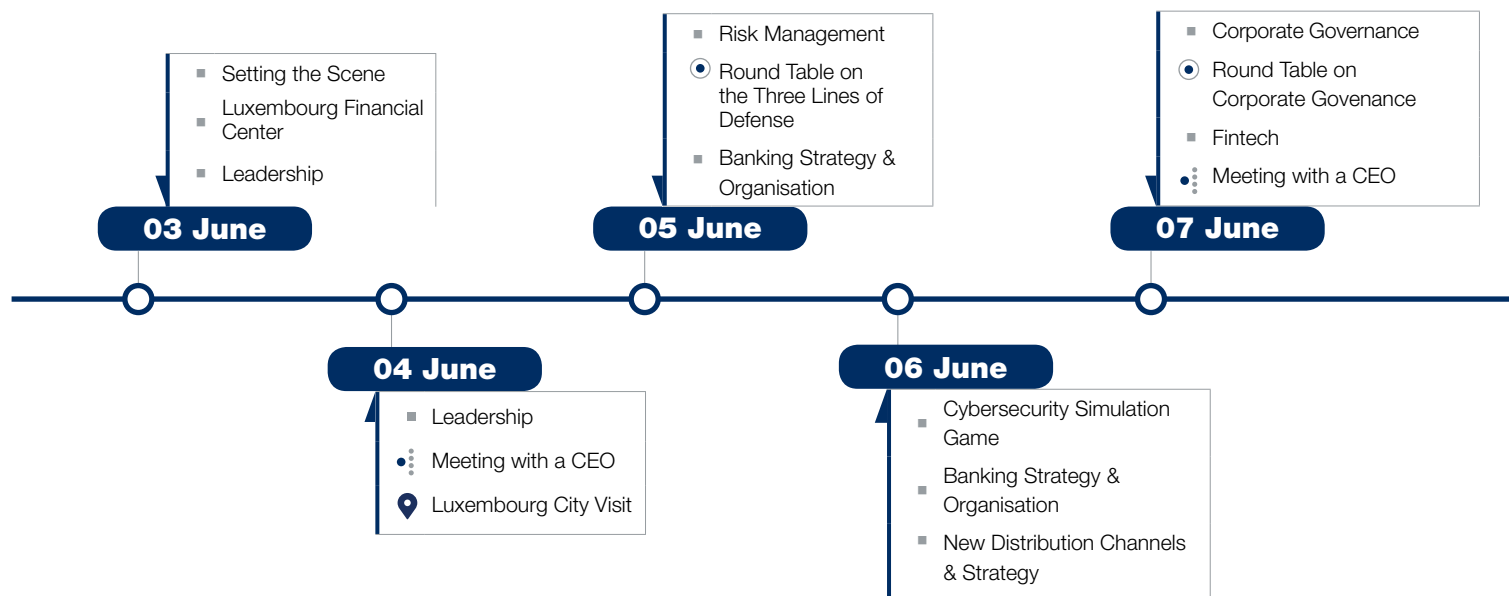 03 June
Setting the Scene
Luxembourg Financial
Center
Leadership
04 June
Leadership
Meeting with a CEO
Luxembourg City Visit
05 June
Risk Management
Round Table on
the Three Lines of
Defense
Banking Strategy &
Organisation
06 June
Cybersecurity Simulation
Game
Banking Strategy &
Organisation
New Distribution Channels
& Strategy
07 June
Corporate Governance
Round Table on
Corporate Govenance
Fintech
Meeting with a CEO